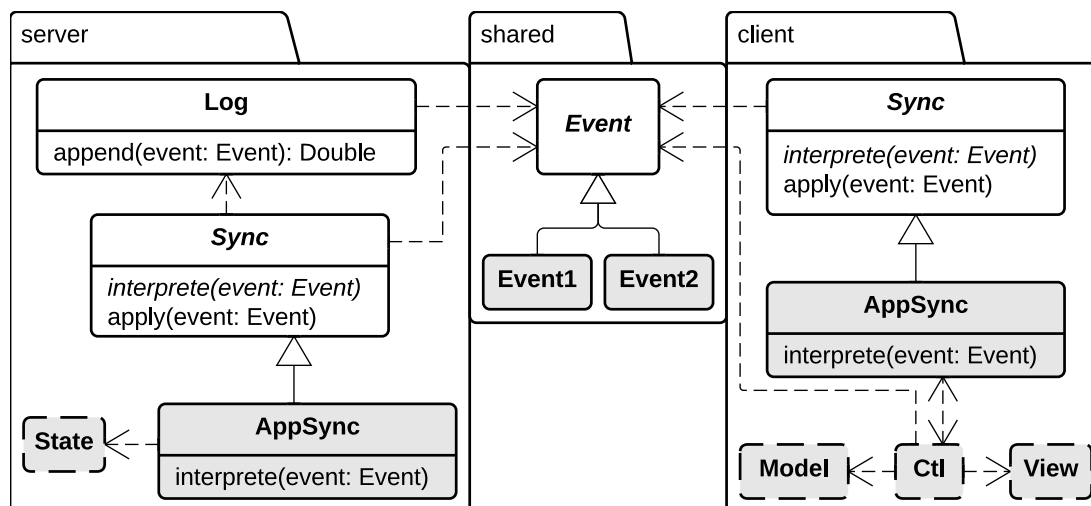 server
Log
append(event: Event): Double
Sync
interprete(event: Event)
apply(event: Event)
State
AppSync
interprete(event: Event)
shared
Event
Event1
Event2
client
Sync
interprete(event: Event)
apply(event: Event)
AppSync
interprete(event: Event)
Model
Ctl
View